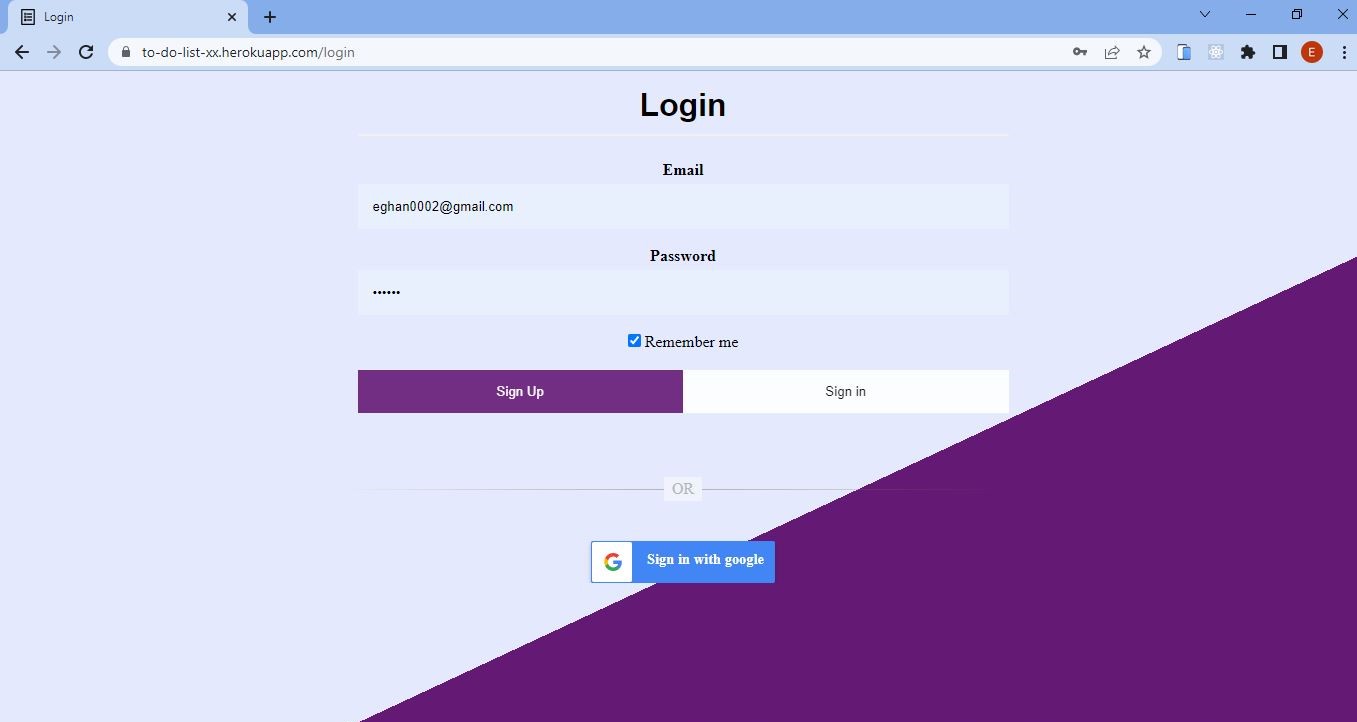 Login
to-do-list-xx.herokuapp.com/login
E
Login
Email
eghan0002@gmail.com
Password
••••••
Remember me
Sign Up Sign in
OR
G Sign in with google